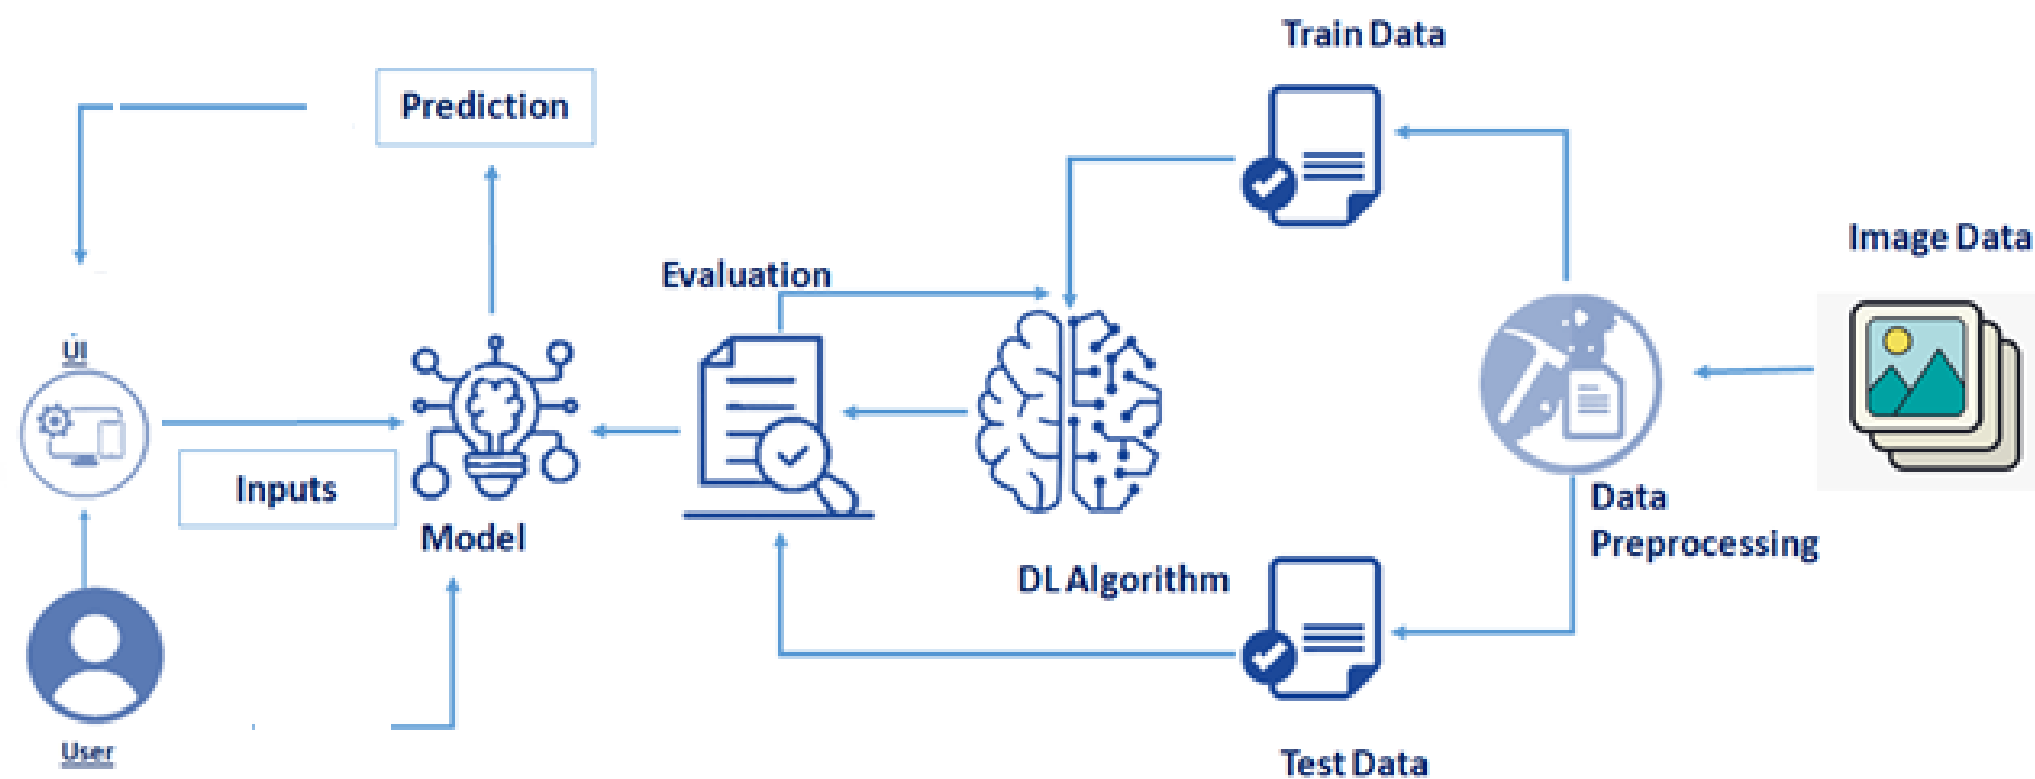 Train Data
Prediction
Image Data
Evaluation
UI
Inputs
Data
Preprocessing
Model
DL Algorithm
User
Test Data